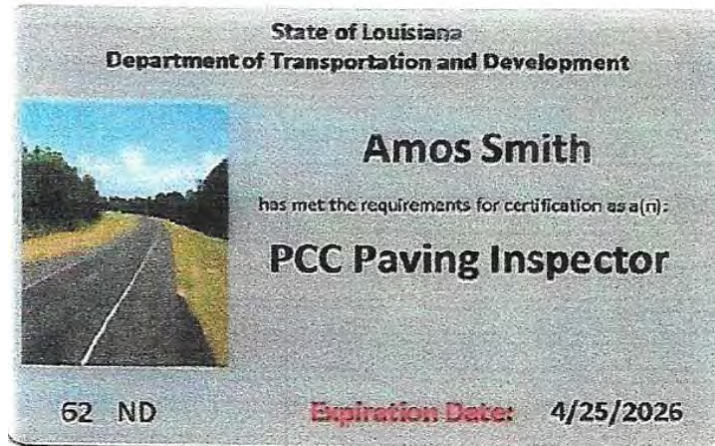 State of Louisiana
Department of Transportation and Development
Amos Smith
has met the requirements for certification as a(n):
PCC Paving Inspector
62 ND
Expiration Date: 4/25/2026